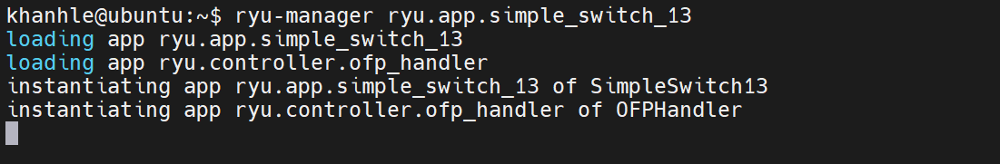 khanhle@ubuntu:~$ ryu-manager ryu.app.simple_switch_13
loading app ryu.app.simple_switch_13
loading app ryu.controller.ofp_handler
instantiating app ryu.app.simple_switch_13 of SimpleSwitch13
instantiating app ryu.controller.ofp_handler of OFPHandler